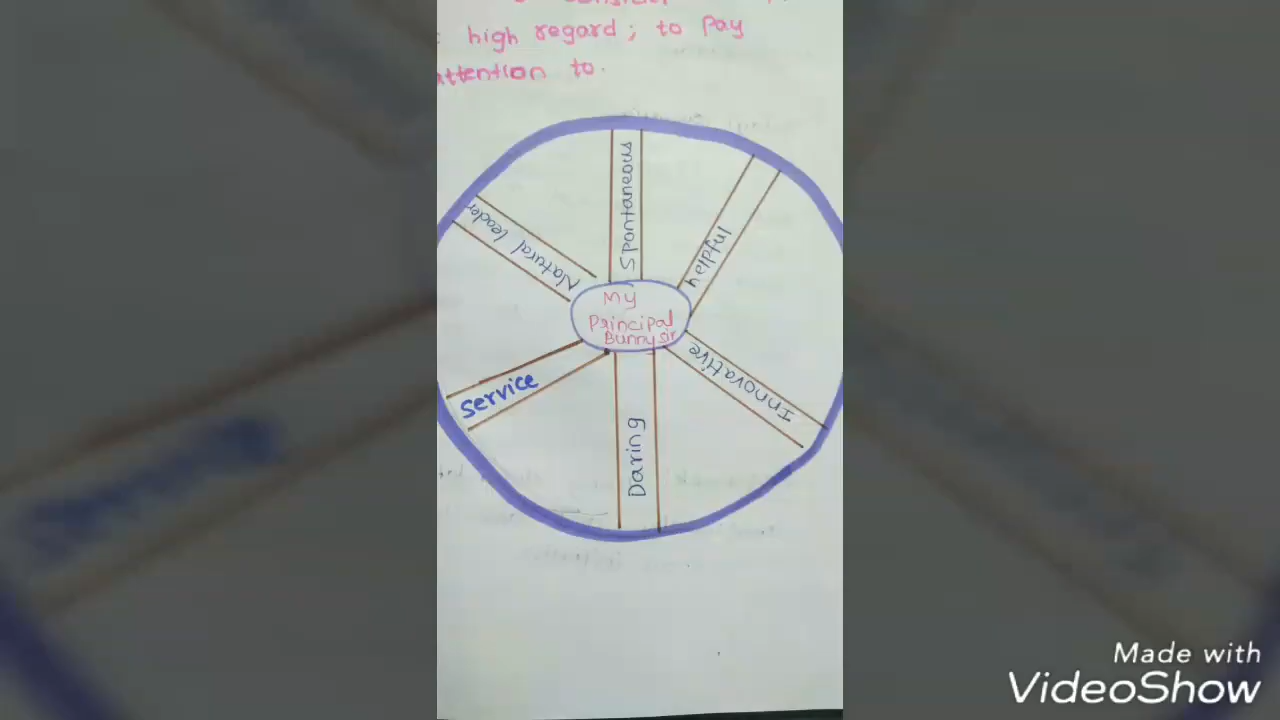 high regard; to pay
attention to.
Spontaneous
helpful
Innovative
Daring
service
Natural leader
My
Principal
Bunny sir
Made with
VideoShow